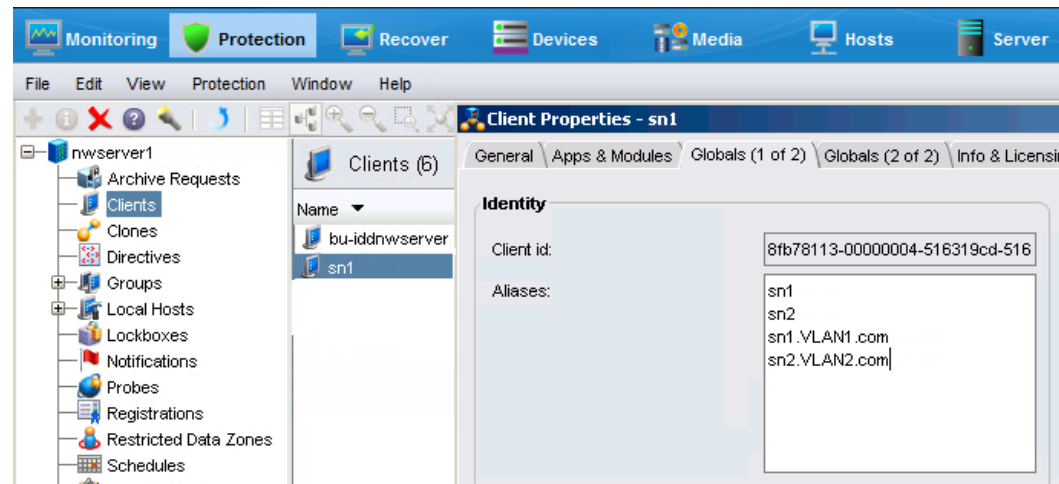 Monitoring Protection Recover Devices Media Hosts Server
File Edit View Protection Window Help
Client Properties - sn1
nwserver1
Archive Requests
Clients
Clones
Directives
Groups
Local Hosts
Lockboxes
Notifications
Probes
Registrations
Restricted Data Zones
Schedules
Clients (6)
Name
bu-iddnwserver
sn1
General Apps & Modules Globals (1 of 2) Globals (2 of 2) Info & Licensi
Identity
Client id: 8fb78113-00000004-516319cd-516
Aliases:
sn1
sn2
sn1.VLAN1.com
sn2.VLAN2.com